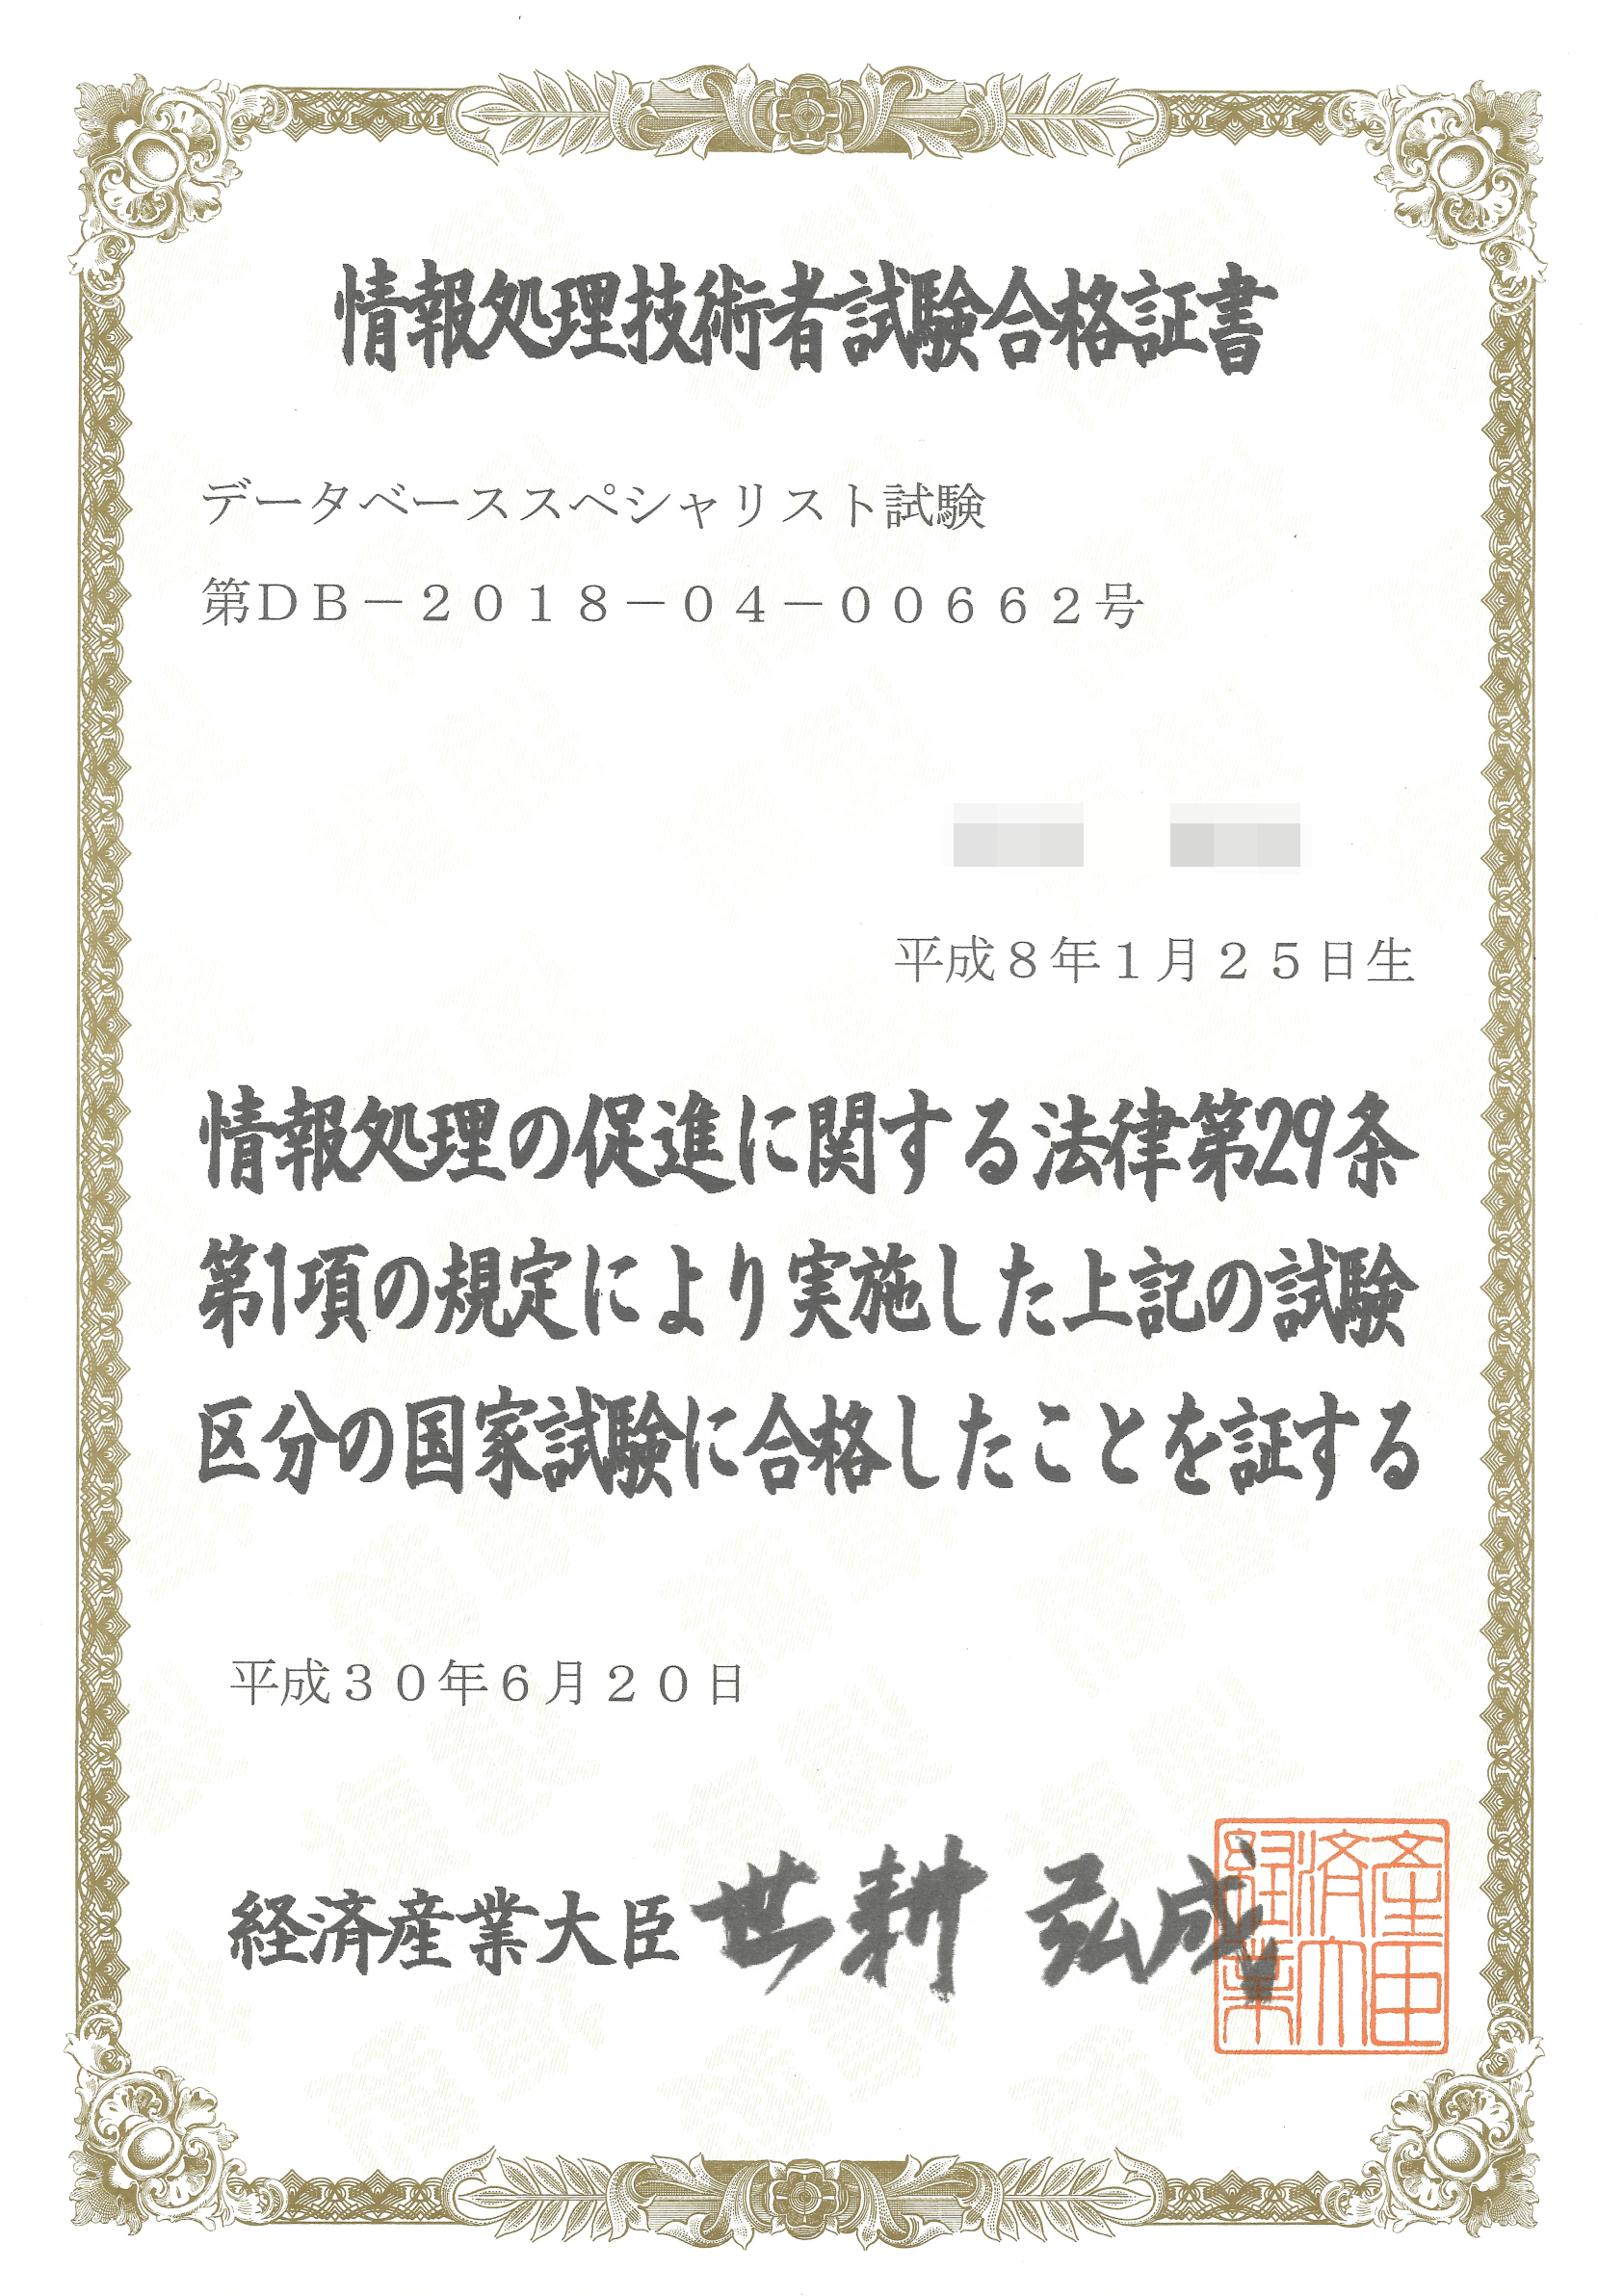 情報処理技術者試験合格証書
データベーススペシャリスト試験
第ＤＢ－２０１８－０４－００６６２号
平成８年１月２５日生
情報処理の促進に関する法律第29条
第1項の規定により実施した上記の試験
区分の国家試験に合格したことを証する
平成３０年６月２０日
経済産業大臣 世耕 弘成
経済産業大臣